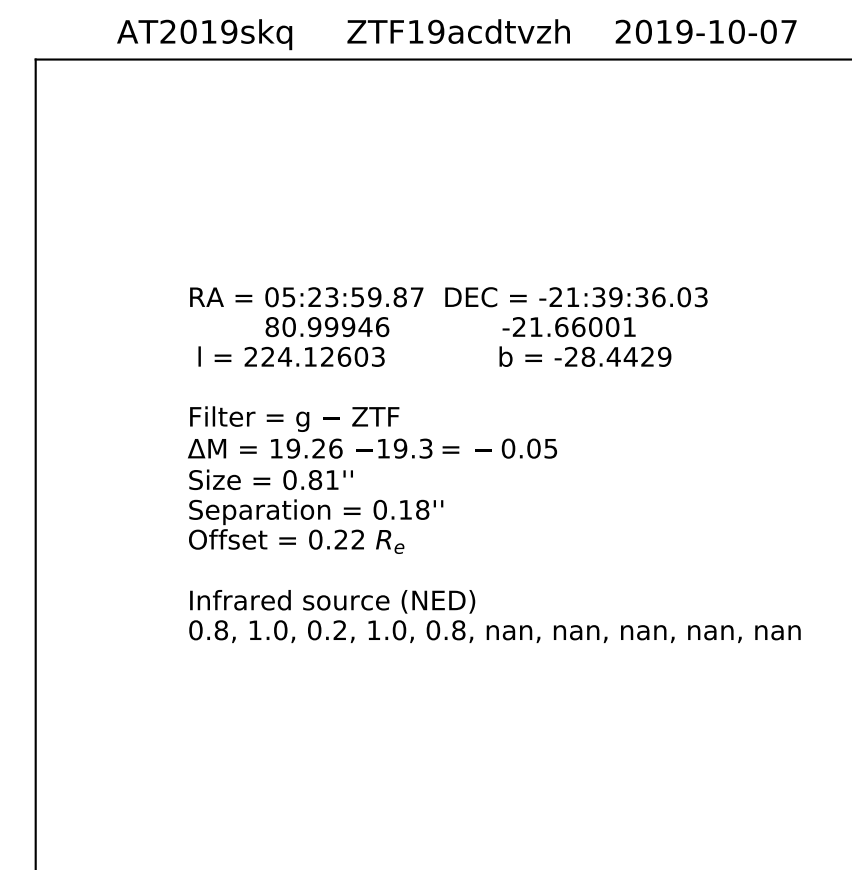 AT2019skq ZTF19acdtvzh 2019-10-07
RA = 05:23:59.87 DEC = -21:39:36.03
80.99946 -21.66001
l = 224.12603 b = -28.4429
Filter = g − ZTF
ΔM = 19.26 −19.3 = − 0.05
Size = 0.81''
Separation = 0.18''
Offset = 0.22 Re
Infrared source (NED)
0.8, 1.0, 0.2, 1.0, 0.8, nan, nan, nan, nan, nan